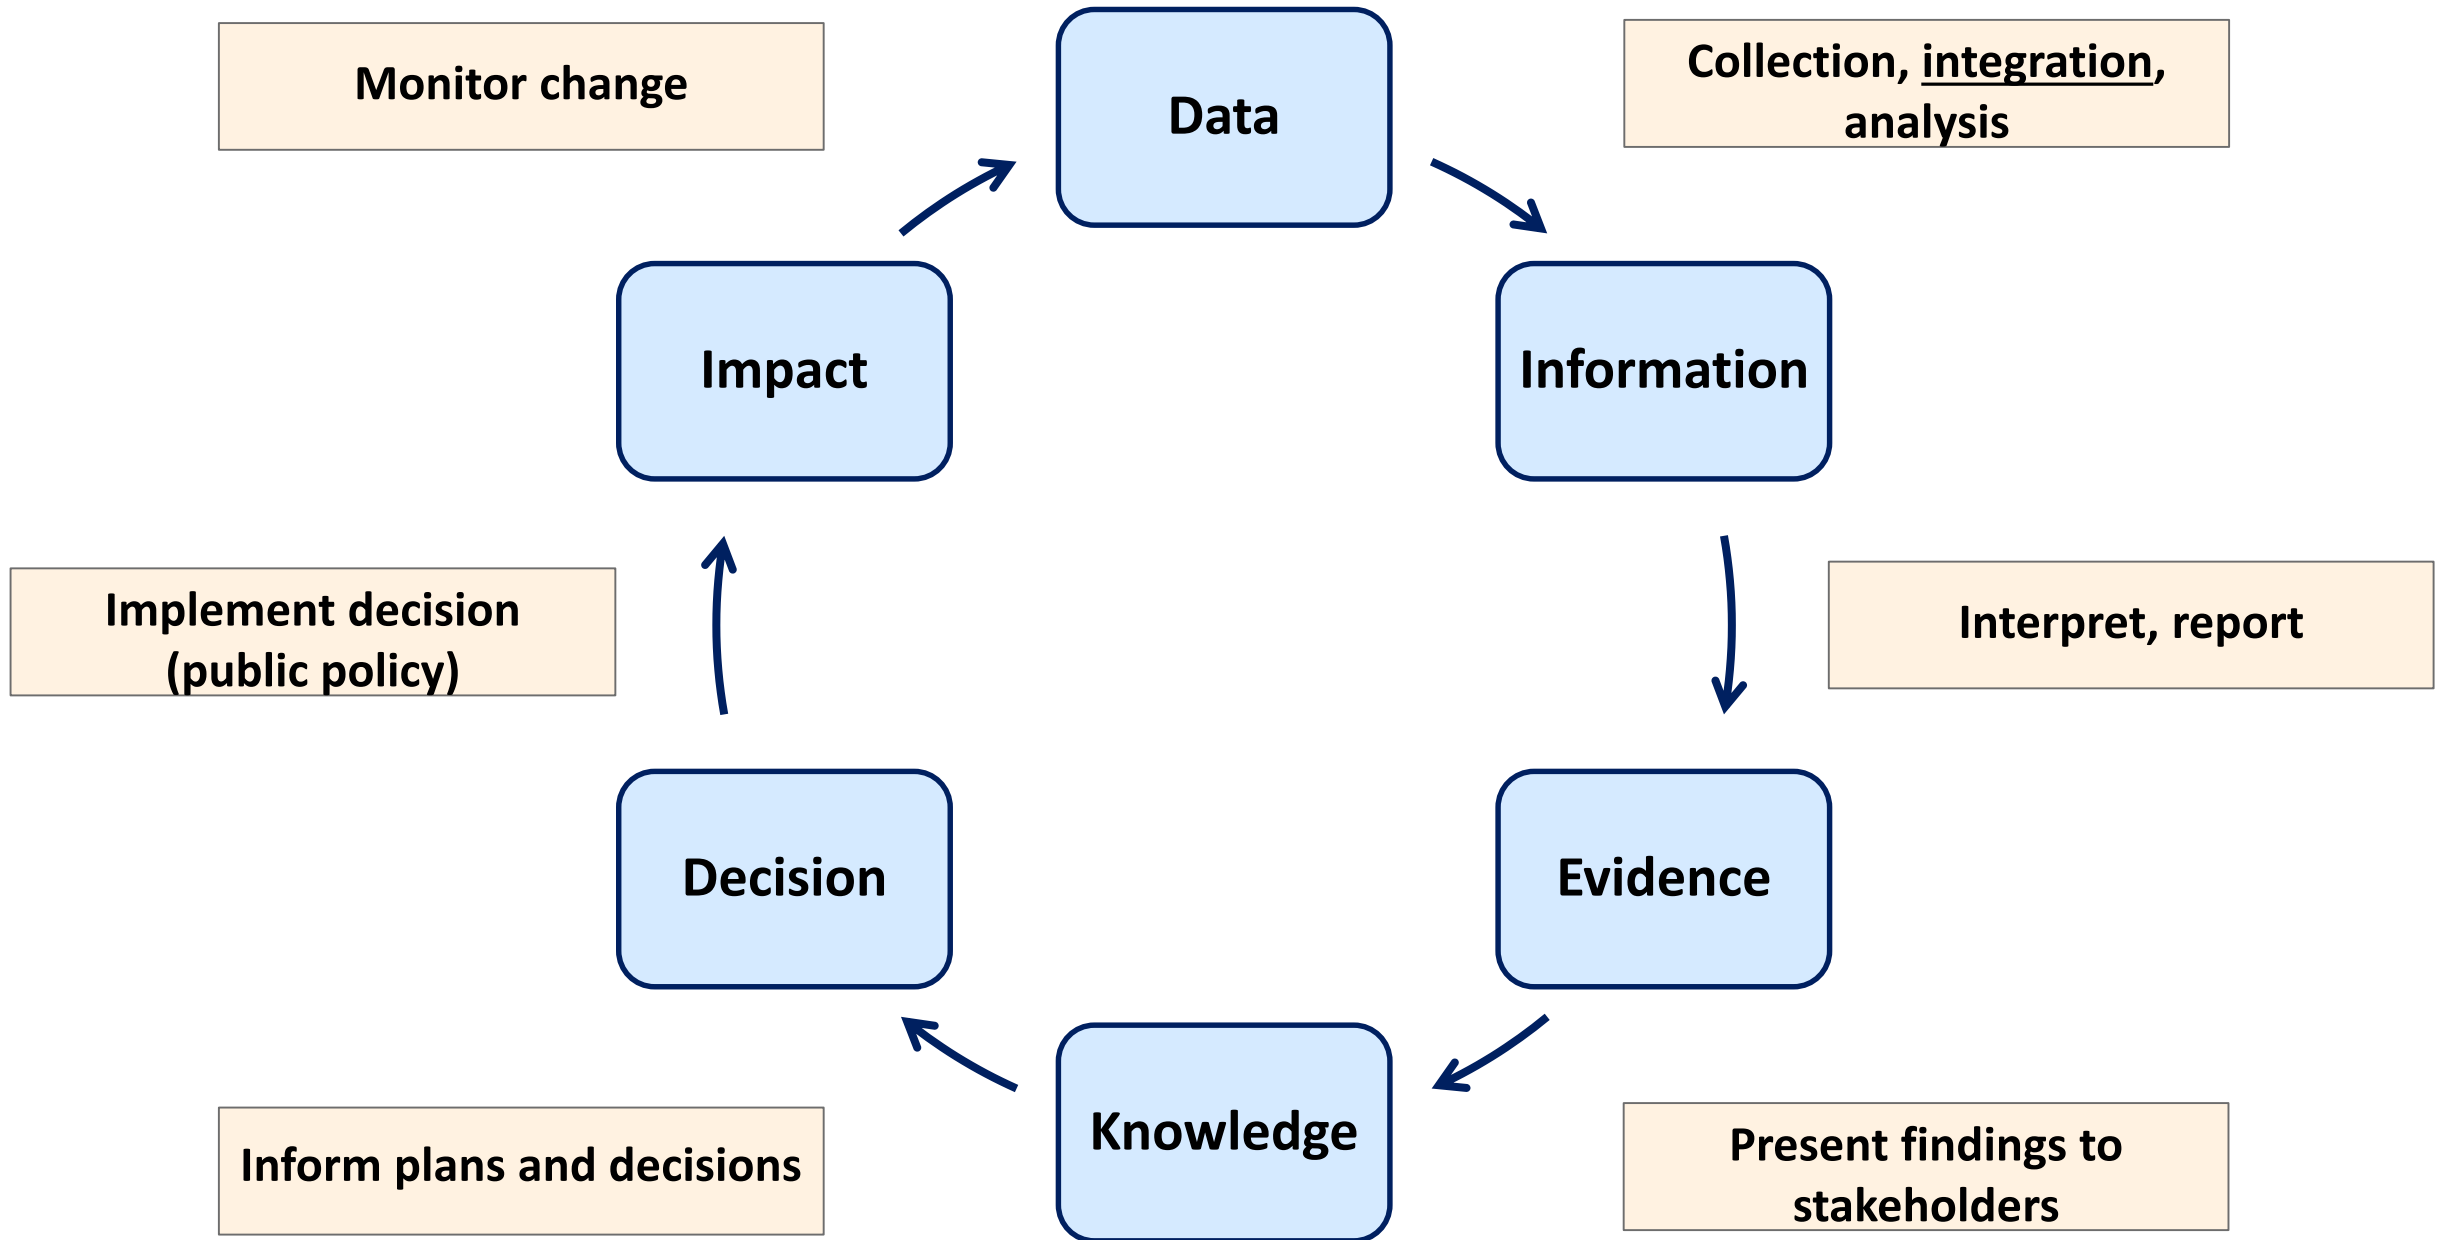 Monitor change
Data
Collection, integration,
analysis
Impact
Information
Implement decision
(public policy)
Interpret, report
Decision
Evidence
Inform plans and decisions
Knowledge
Present findings to
stakeholders